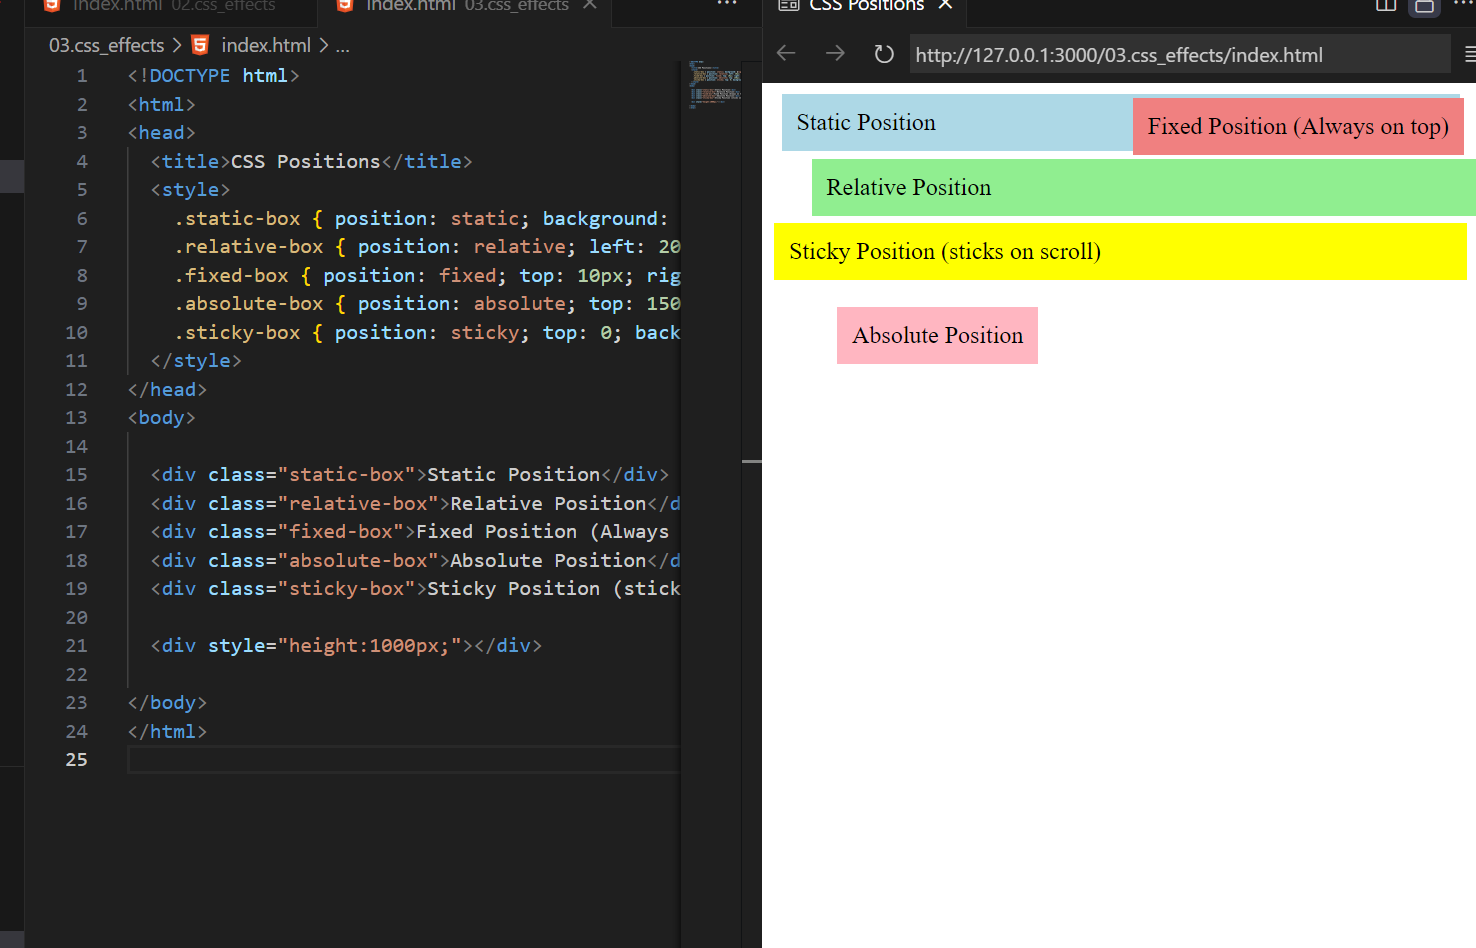 index.html 02.css_effects
index.html 03.css_effects
03.css_effects > index.html > ...
1 <!DOCTYPE html>
2 <html>
3 <head>
4 <title>CSS Positions</title>
5 <style>
6 .static-box { position: static; background:
7 .relative-box { position: relative; left: 20
8 .fixed-box { position: fixed; top: 10px; rig
9 .absolute-box { position: absolute; top: 150
10 .sticky-box { position: sticky; top: 0; back
11 </style>
12 </head>
13 <body>
14
15 <div class="static-box">Static Position</div>
16 <div class="relative-box">Relative Position</d
17 <div class="fixed-box">Fixed Position (Always
18 <div class="absolute-box">Absolute Position</d
19 <div class="sticky-box">Sticky Position (stick
20
21 <div style="height:1000px;"></div>
22
23 </body>
24 </html>
25
CSS Positions
http://127.0.0.1:3000/03.css_effects/index.html
Static Position
Fixed Position (Always on top)
Relative Position
Sticky Position (sticks on scroll)
Absolute Position